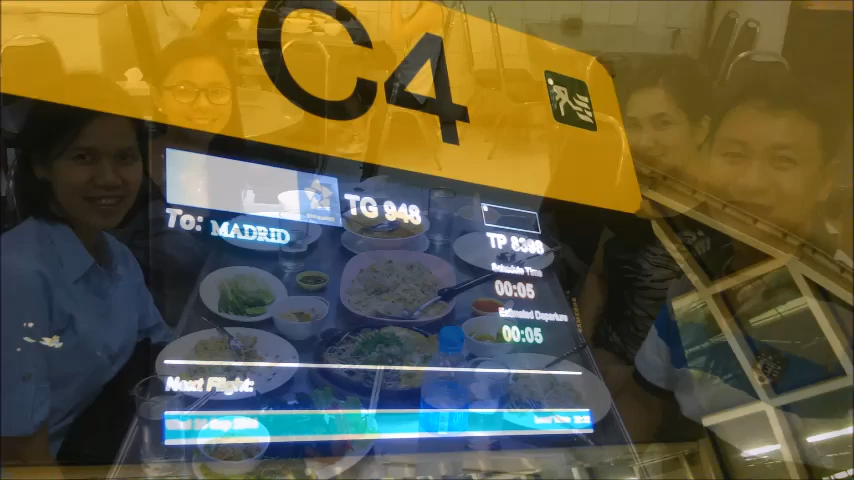 C4
To: MADRID
TG 948
TP 8398
Schedule Time
00:05
Estimated Departure
00:05
Next Flight: